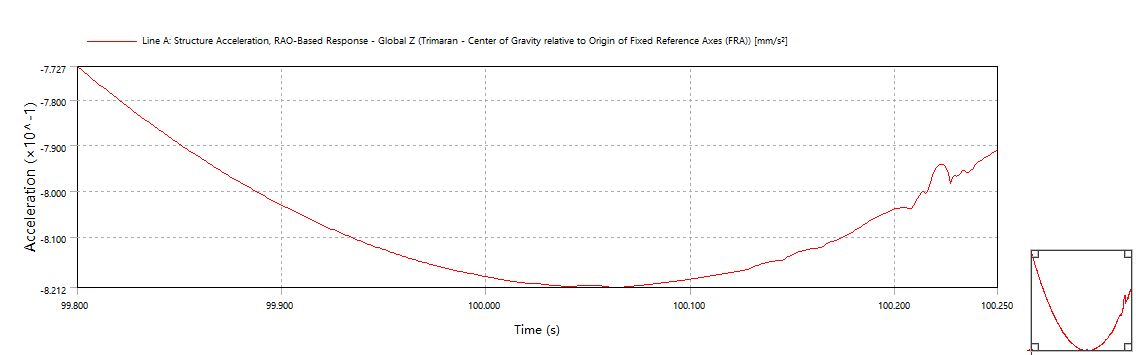 Line A: Structure Acceleration, RAO-Based Response - Global Z (Trimaran - Center of Gravity relative to Origin of Fixed Reference Axes (FRA)) [mm/s²]
-7.727
-7.800
-7.900
-8.000
-8.100
-8.212
Acceleration (×10^-1)
99.800 99.900 100.000 100.100 100.200 100.250
Time (s)